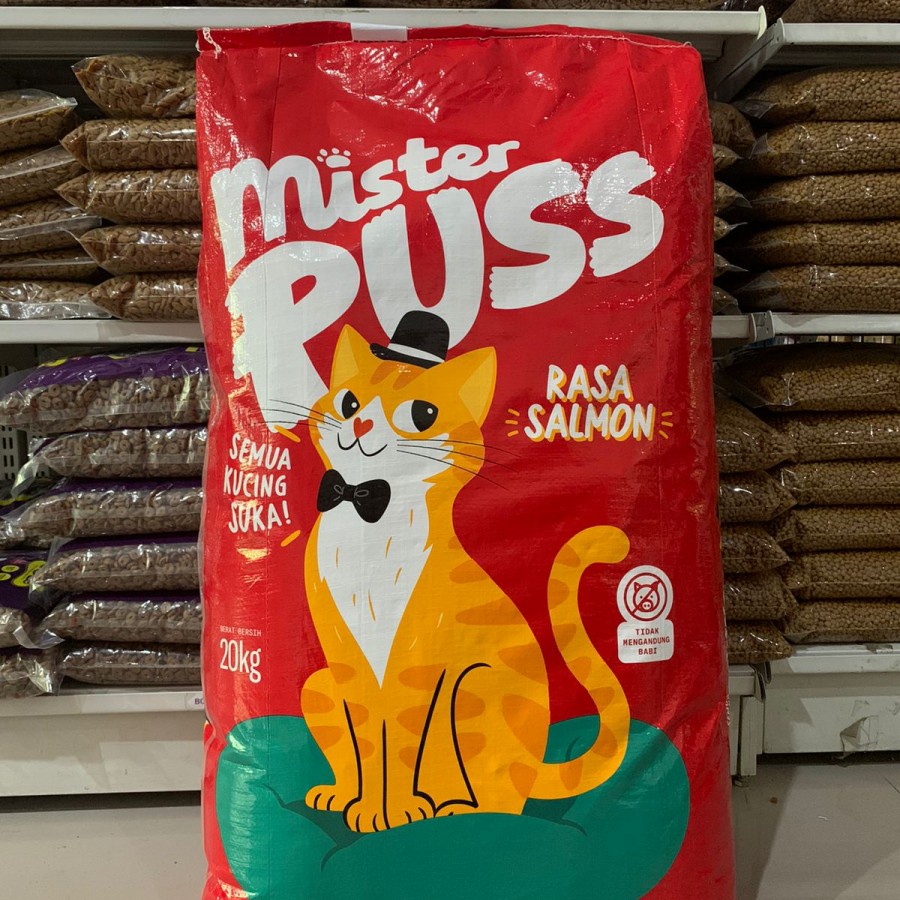 mister
PUSS
RASA
SALMON
SEMUA
KUCING
SUKA!
BERAT BERSIH
20kg
TIDAK
MENGANDUNG
BABI